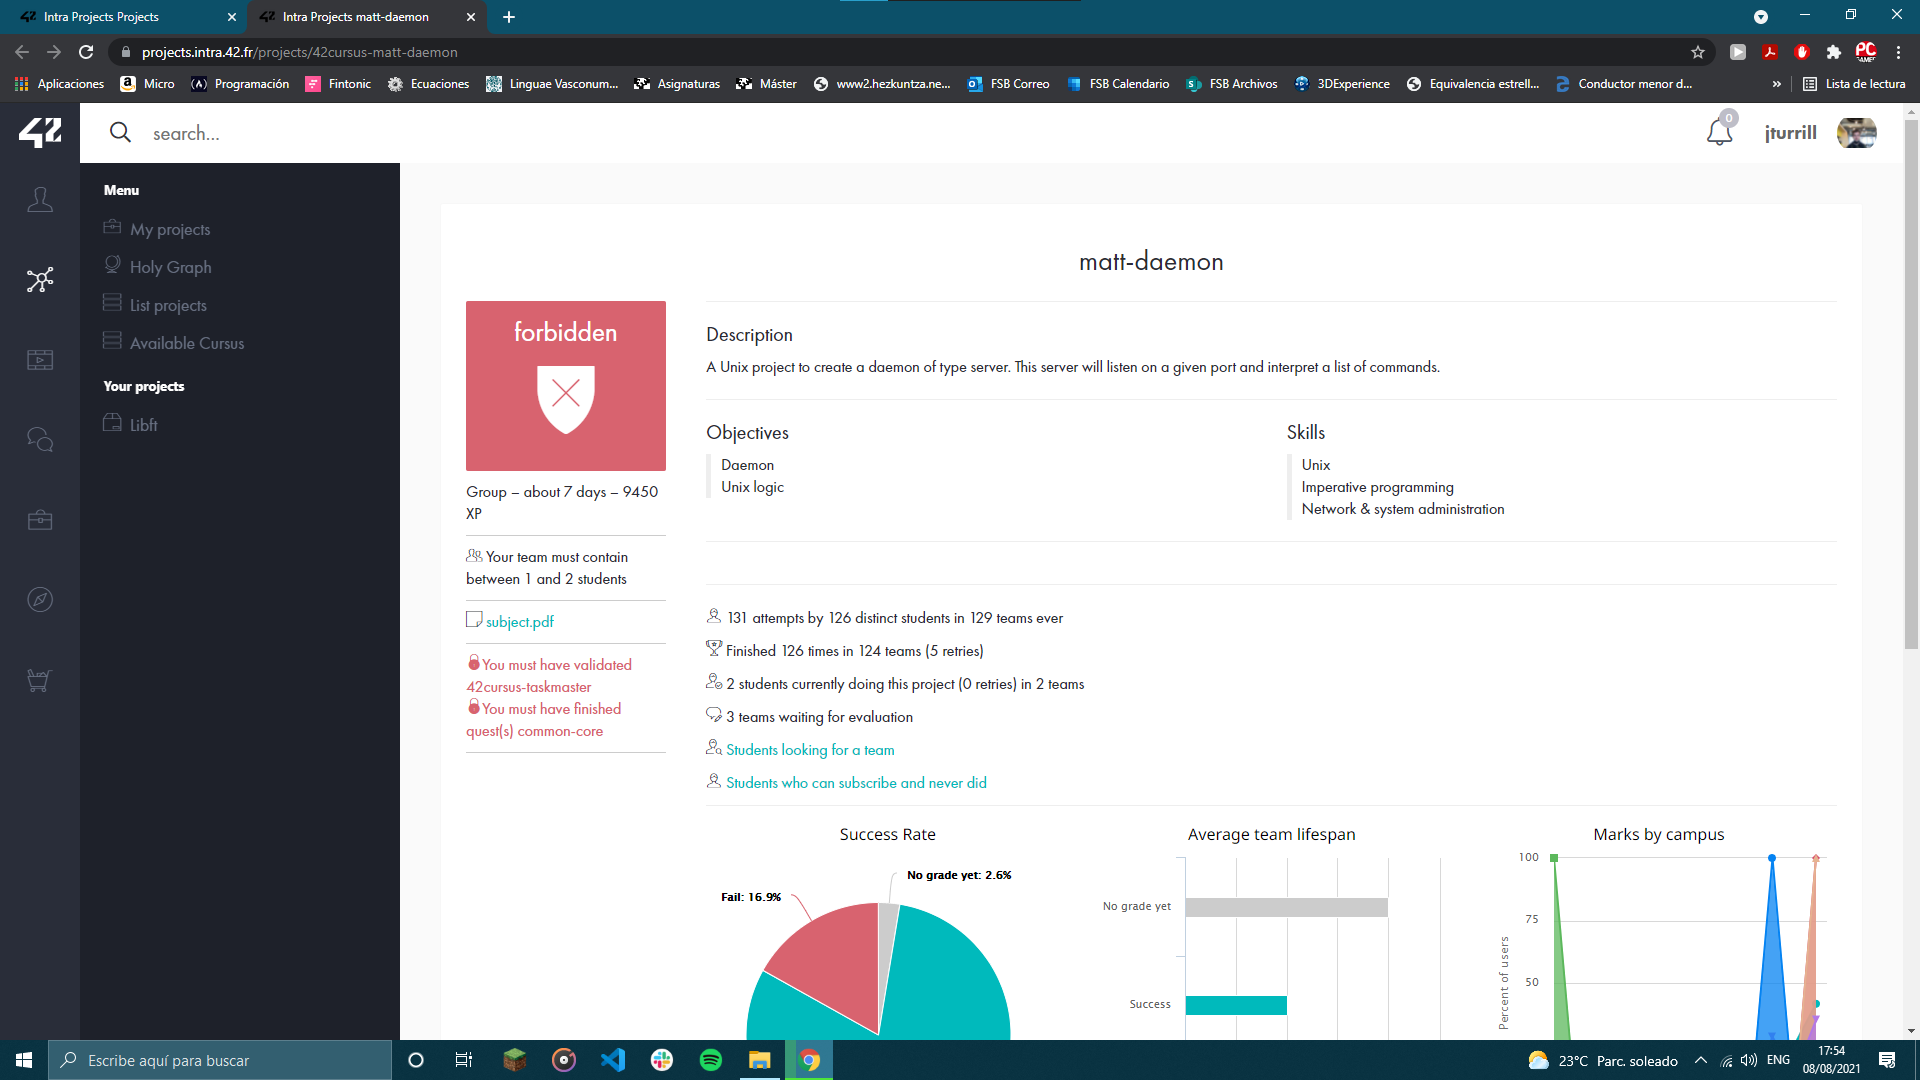 Intra Projects Projects
Intra Projects matt-daemon
projects.intra.42.fr/projects/42cursus-matt-daemon
Aplicaciones
Micro
Programación
Fintonic
Ecuaciones
Linguae Vasconum...
Asignaturas
Máster
www2.hezkuntza.ne...
FSB Correo
FSB Calendario
FSB Archivos
3DExperience
Equivalencia estrell...
Conductor menor d...
»
Lista de lectura
42
search...
0
jturrill
Menu
My projects
Holy Graph
List projects
Available Cursus
Your projects
Libft
matt-daemon
forbidden
Group – about 7 days – 9450
XP
Your team must contain
between 1 and 2 students
subject.pdf
You must have validated
42cursus-taskmaster
You must have finished
quest(s) common-core
Description
A Unix project to create a daemon of type server. This server will listen on a given port and interpret a list of commands.
Objectives
Daemon
Unix logic
Skills
Unix
Imperative programming
Network & system administration
131 attempts by 126 distinct students in 129 teams ever
Finished 126 times in 124 teams (5 retries)
2 students currently doing this project (0 retries) in 2 teams
3 teams waiting for evaluation
Students looking for a team
Students who can subscribe and never did
Success Rate
No grade yet: 2.6%
Fail: 16.9%
Average team lifespan
No grade yet
Success
Marks by campus
100
75
50
Percent of users
Escribe aquí para buscar
23°C Parc. soleado
ENG
17:54
08/08/2021